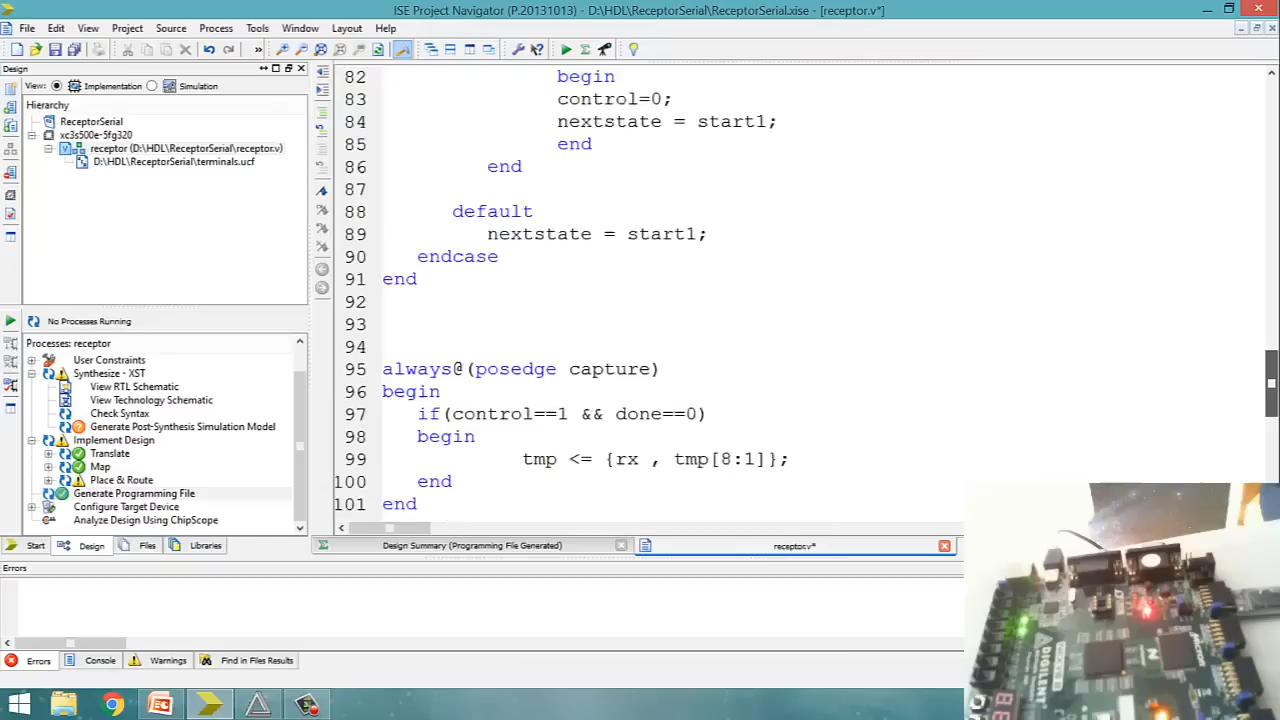 ISE Project Navigator (P.20131013) - D:\HDL\ReceptorSerial\ReceptorSerial.xise - [receptor.v*]
File Edit View Project Source Process Tools Window Layout Help
Design
View: Implementation Simulation
Hierarchy
ReceptorSerial
xc3s500e-5fg320
receptor (D:\HDL\ReceptorSerial\receptor.v)
D:\HDL\ReceptorSerial\terminals.ucf
No Processes Running
Processes: receptor
User Constraints
Synthesize - XST
View RTL Schematic
View Technology Schematic
Check Syntax
Generate Post-Synthesis Simulation Model
Implement Design
Translate
Map
Place & Route
Generate Programming File
Configure Target Device
Analyze Design Using ChipScope
Start Design Files Libraries
82 begin
83 control=0;
84 nextstate = start1;
85 end
86 end
87
88 default
89 nextstate = start1;
90 endcase
91 end
92
93
94
95 always@(posedge capture)
96 begin
97 if(control==1 && done==0)
98 begin
99 tmp <= {rx , tmp[8:1]};
100 end
101 end
Design Summary (Programming File Generated) receptor.v*
Errors
Errors Console Warnings Find in Files Results
DIGILENT